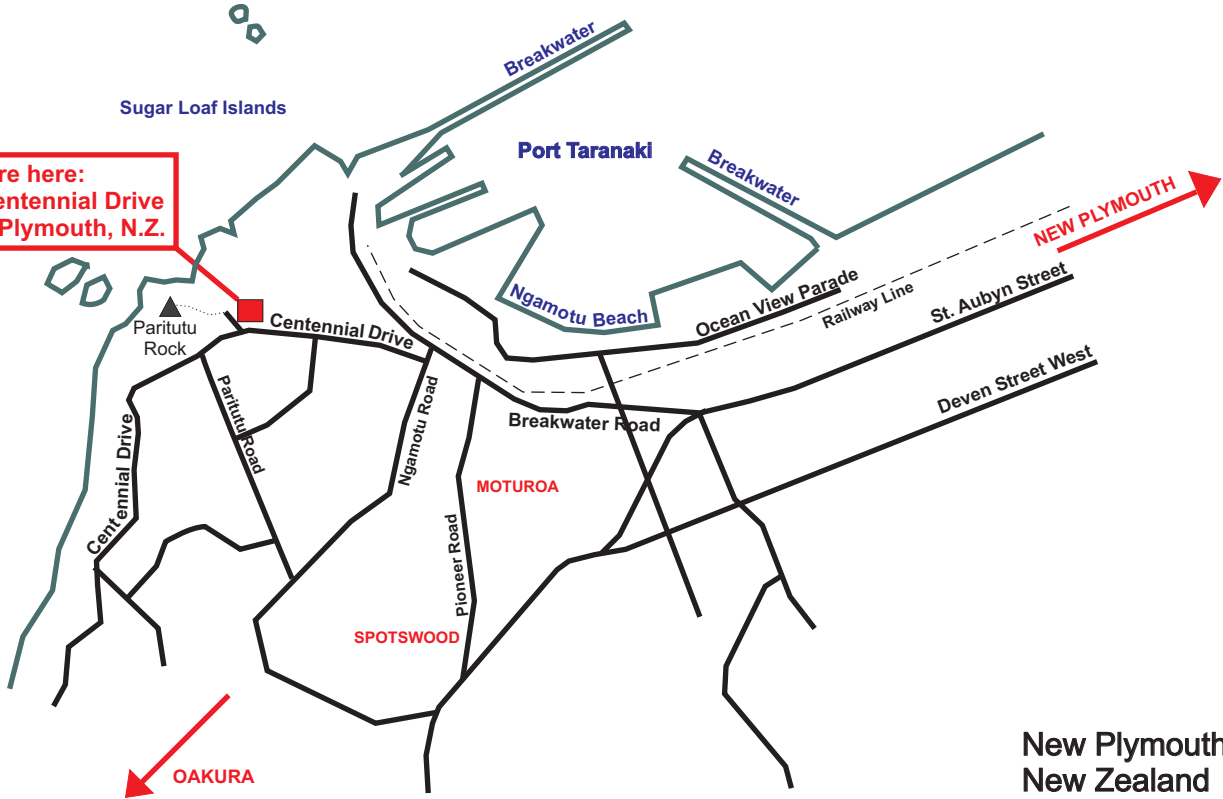 Breakwater
Sugar Loaf Islands
Port Taranaki
Breakwater
re here:
entennial Drive
Plymouth, N.Z.
NEW PLYMOUTH
Paritutu
Rock
Centennial Drive
Ngamotu Beach
Ocean View Parade
Railway Line
St. Aubyn Street
Deven Street West
Paritutu Road
Ngamotu Road
Breakwater Road
Centennial Drive
MOTUROA
Pioneer Road
SPOTSWOOD
OAKURA
New Plymouth
New Zealand